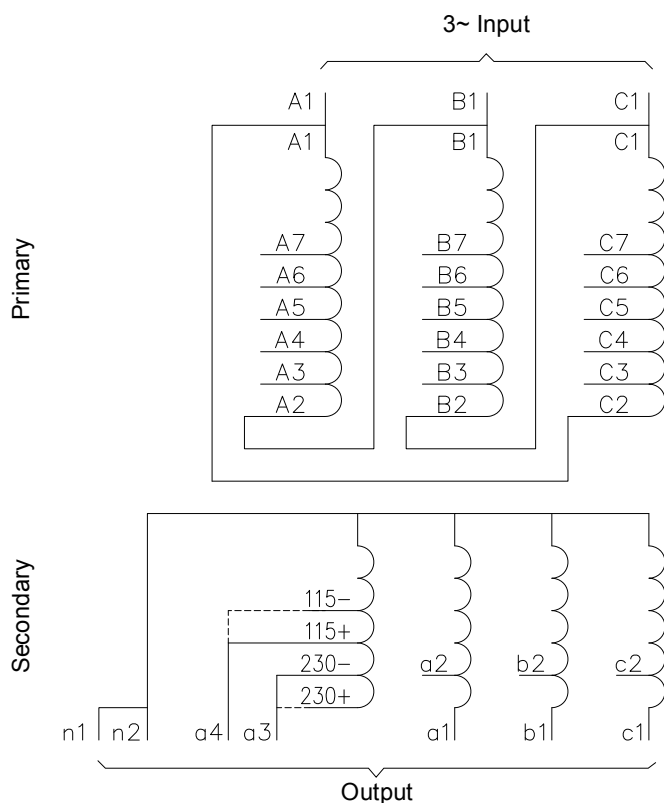 3~ Input
A1 B1 C1
A1 B1 C1
Primary
A7 B7 C7
A6 B6 C6
A5 B5 C5
A4 B4 C4
A3 B3 C3
A2 B2 C2
Secondary
115-
115+
230- a2 b2 c2
230+
n1 n2 a4 a3 a1 b1 c1
Output